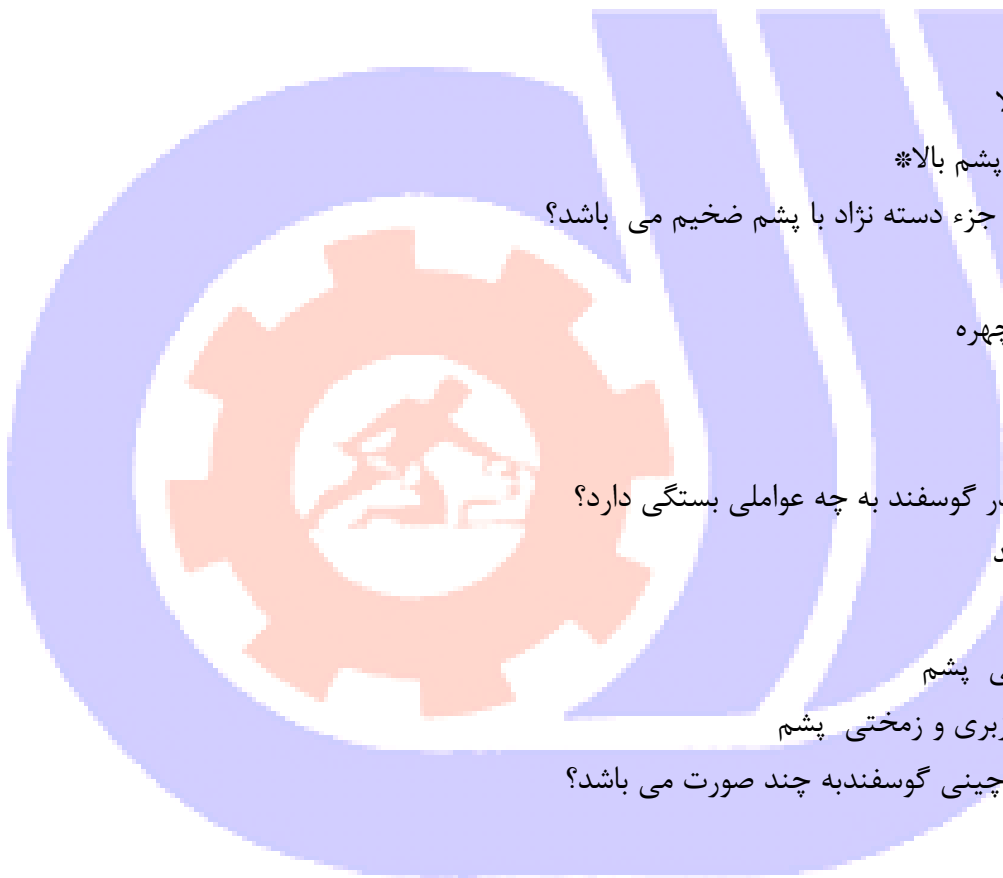 پشم بالا*
جزء دسته نژاد با پشم ضخیم می باشد؟
چهره
در گوسفند به چه عواملی بستگی دارد؟
پشم
زمختی پشم
چینی گوسفندبه چند صورت می باشد؟